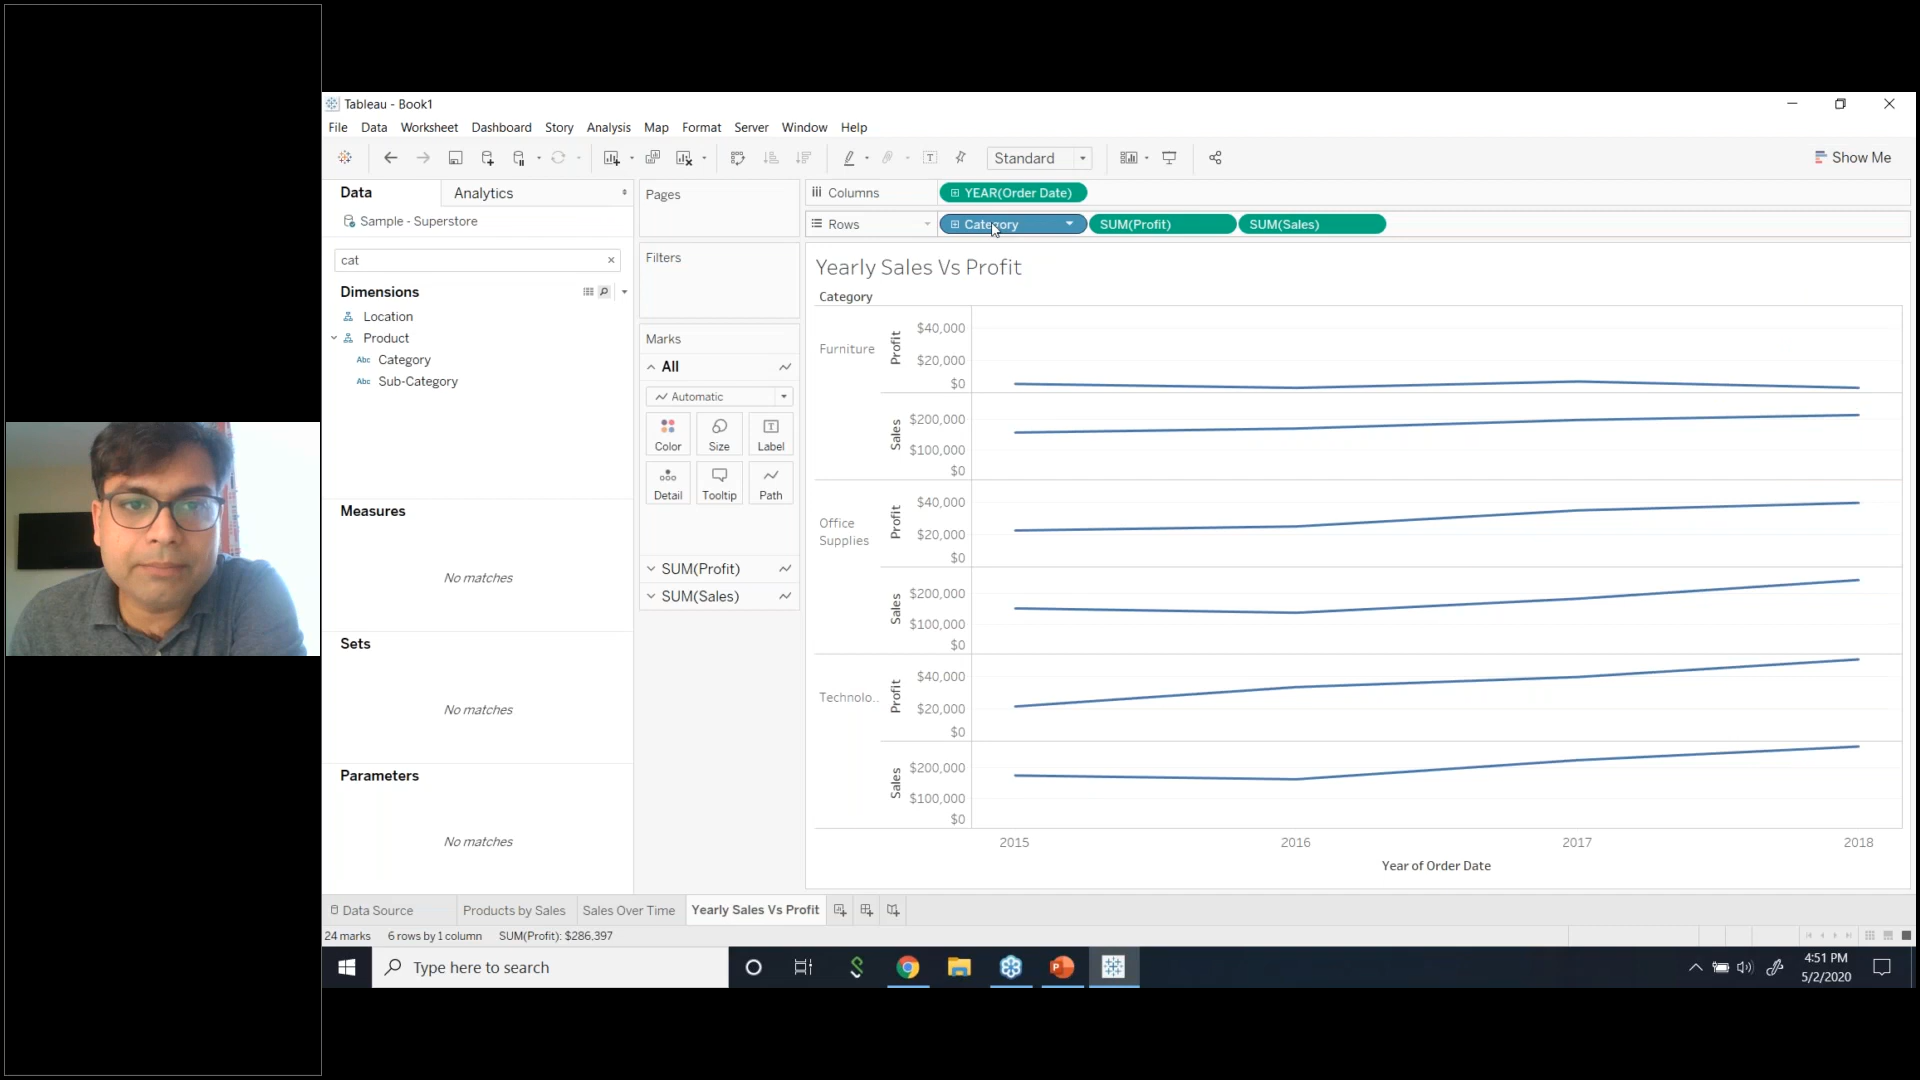 Tableau - Book1
File Data Worksheet Dashboard Story Analysis Map Format Server Window Help
Standard
Show Me
Data
Analytics
Sample - Superstore
cat
Dimensions
Location
Product
Abc Category
Abc Sub-Category
Measures
No matches
Sets
No matches
Parameters
No matches
Pages
Filters
Marks
All
Automatic
Color Size Label
Detail Tooltip Path
SUM(Profit)
SUM(Sales)
Columns YEAR(Order Date)
Rows Category SUM(Profit) SUM(Sales)
Yearly Sales Vs Profit
Category
Furniture
Profit
$40,000
$20,000
$0
Sales
$200,000
$100,000
$0
Office
Supplies
Profit
$40,000
$20,000
$0
Sales
$200,000
$100,000
$0
Technolo..
Profit
$40,000
$20,000
$0
Sales
$200,000
$100,000
$0
2015 2016 2017 2018
Year of Order Date
Data Source Products by Sales Sales Over Time Yearly Sales Vs Profit
24 marks 6 rows by 1 column SUM(Profit): $286,397
Type here to search
4:51 PM
5/2/2020